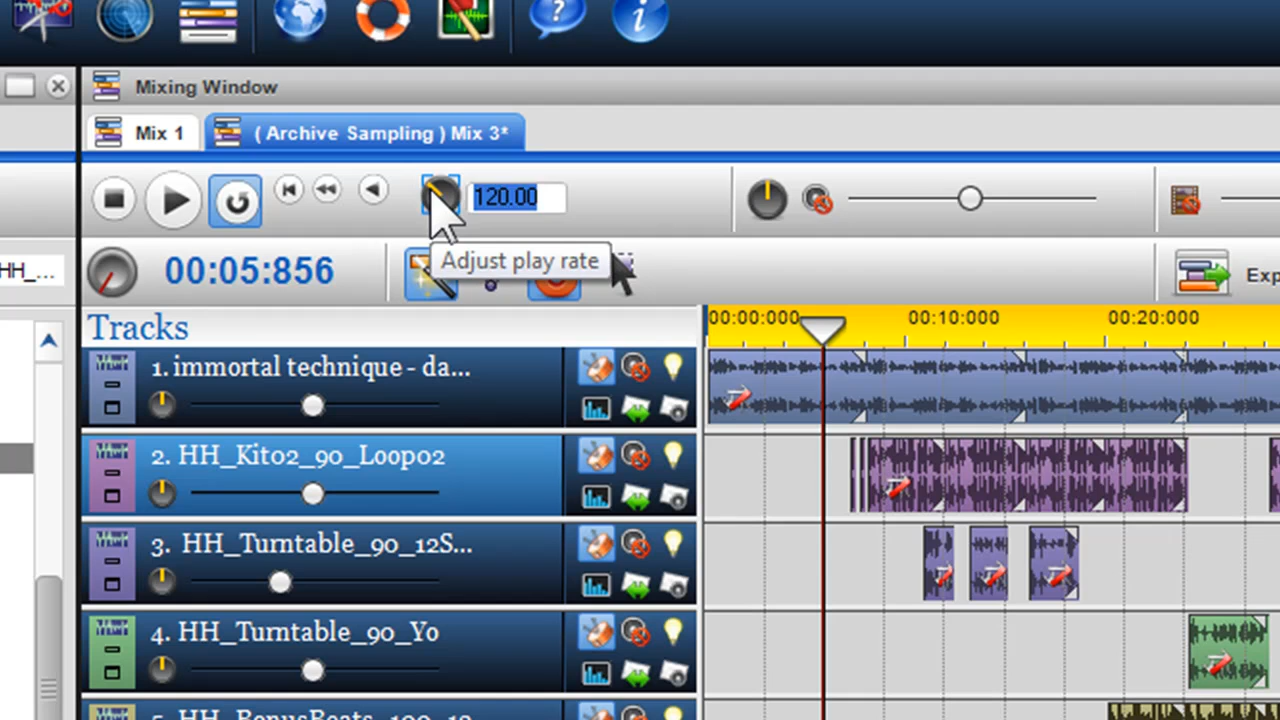 Mixing Window
Mix 1
( Archive Sampling ) Mix 3*
120.00
Adjust play rate
HH_...
00:05:856
Exp
Tracks
00:00:000
00:10:000
00:20:000
1. immortal technique - da...
2. HH_Kito2_90_Loop02
3. HH_Turntable_90_12S...
4. HH_Turntable_90_Yo